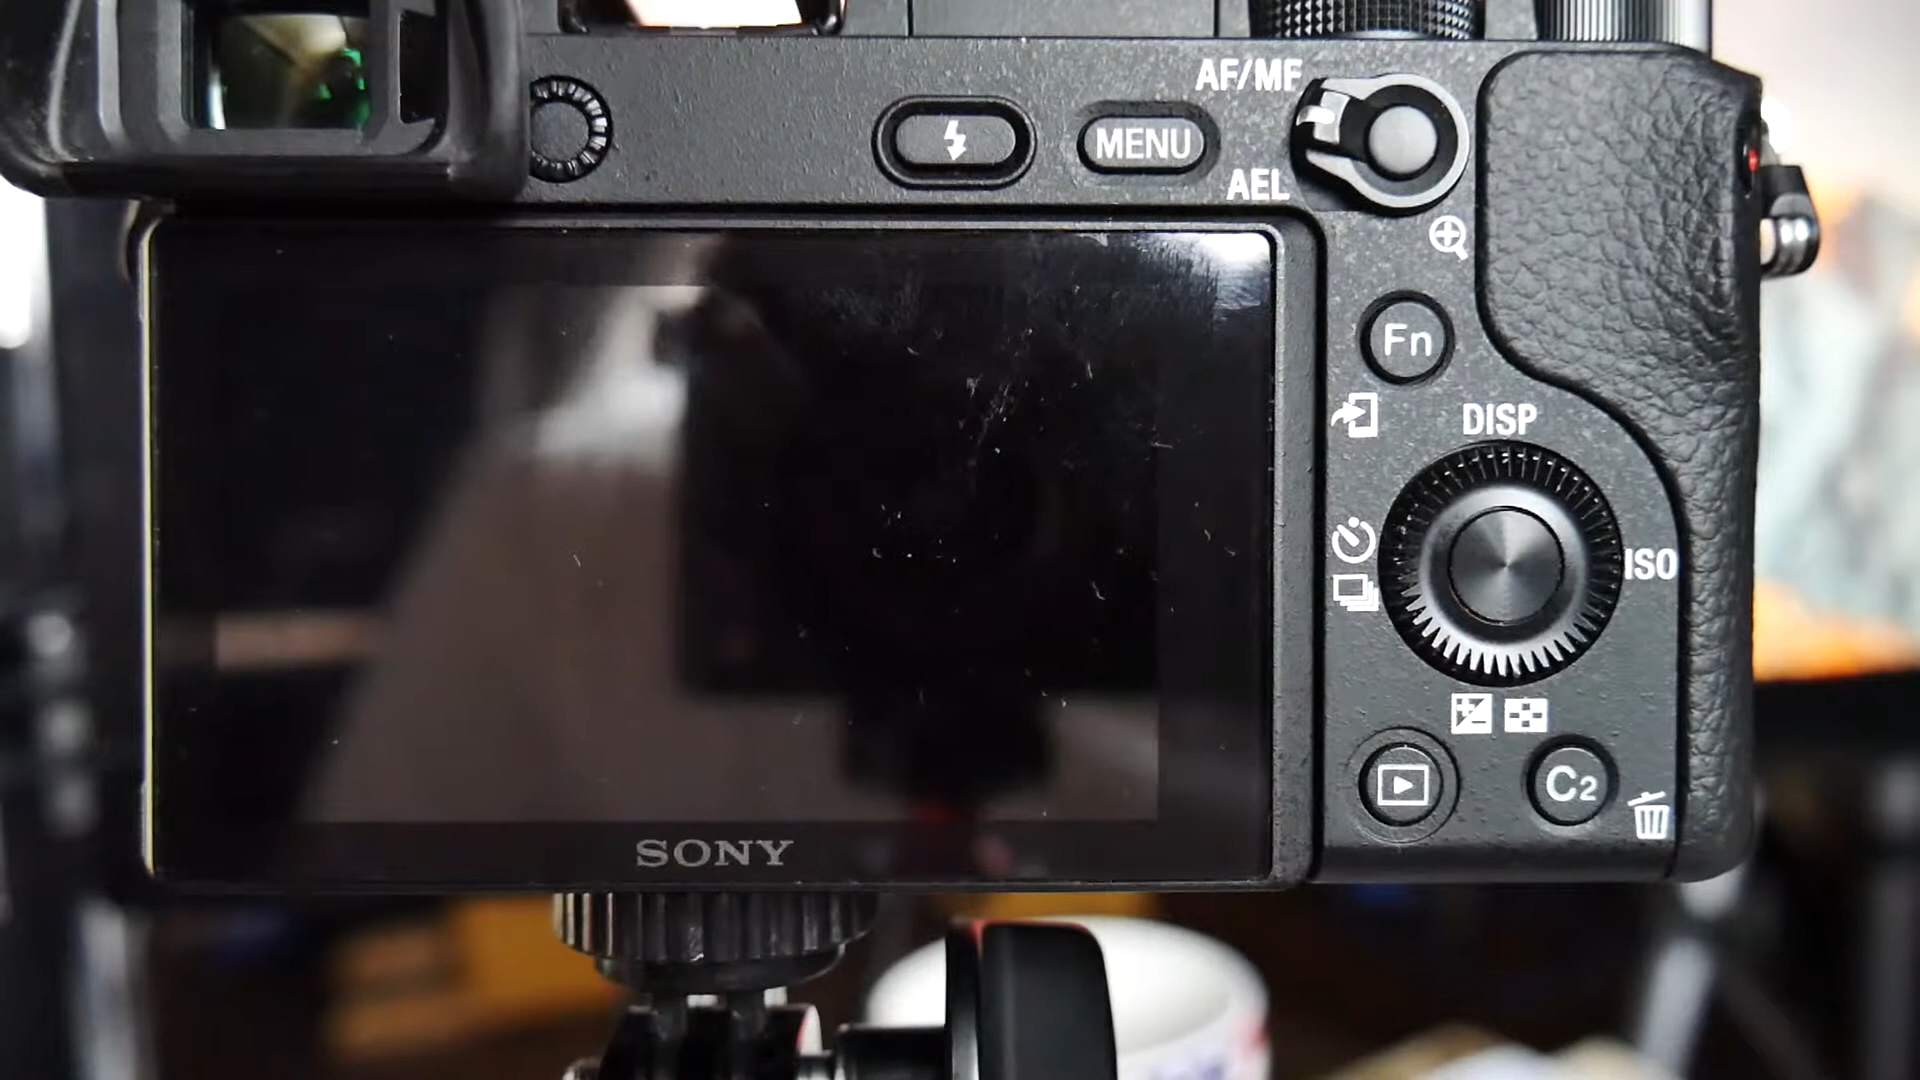 AF/MF
MENU
AEL
Fn
DISP
ISO
C2
SONY